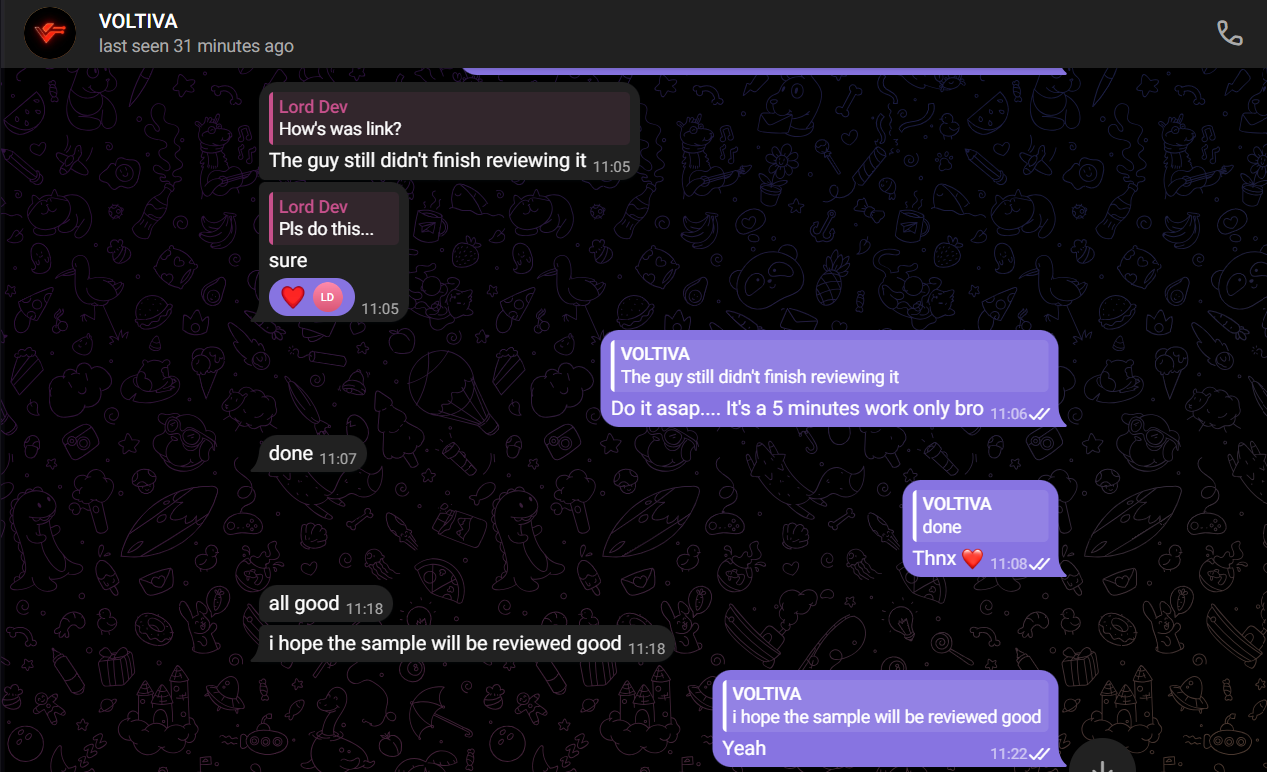 VOLTIVA
last seen 31 minutes ago
Lord Dev
How's was link?
The guy still didn't finish reviewing it 11:05
Lord Dev
Pls do this...
sure
❤️ LD 11:05
VOLTIVA
The guy still didn't finish reviewing it
Do it asap.... It's a 5 minutes work only bro 11:06
done 11:07
VOLTIVA
done
Thnx ❤️ 11:08
all good 11:18
i hope the sample will be reviewed good 11:18
VOLTIVA
i hope the sample will be reviewed good
Yeah 11:22